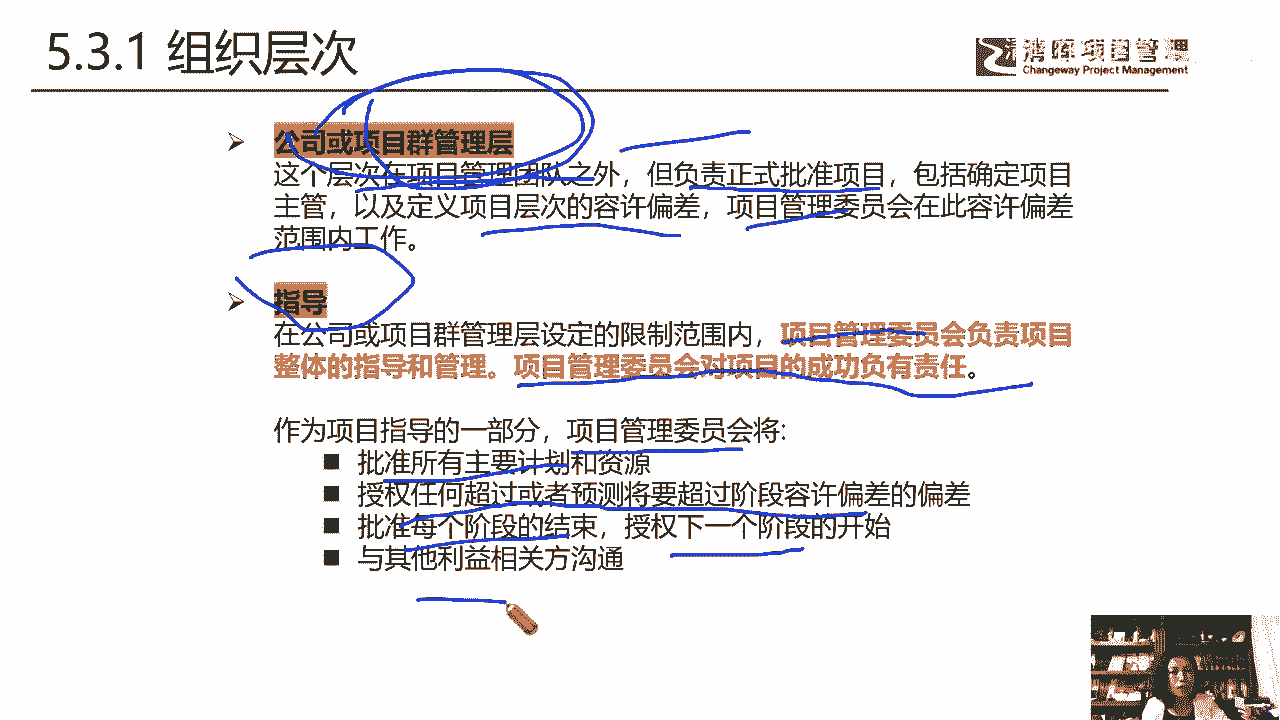 5.3.1 组织层次
清晖项目管理
Changeway Project Management
公司或项目群管理层
这个层次在项目管理团队之外，但负责正式批准项目，包括确定项目
主管，以及定义项目层次的容许偏差，项目管理委员会在此容许偏差
范围内工作。
指导
在公司或项目群管理层设定的限制范围内，项目管理委员会负责项目
整体的指导和管理。项目管理委员会对项目的成功负有责任。
作为项目指导的一部分，项目管理委员会将:
批准所有主要计划和资源
授权任何超过或者预测将要超过阶段容许偏差的偏差
批准每个阶段的结束，授权下一个阶段的开始
与其他利益相关方沟通